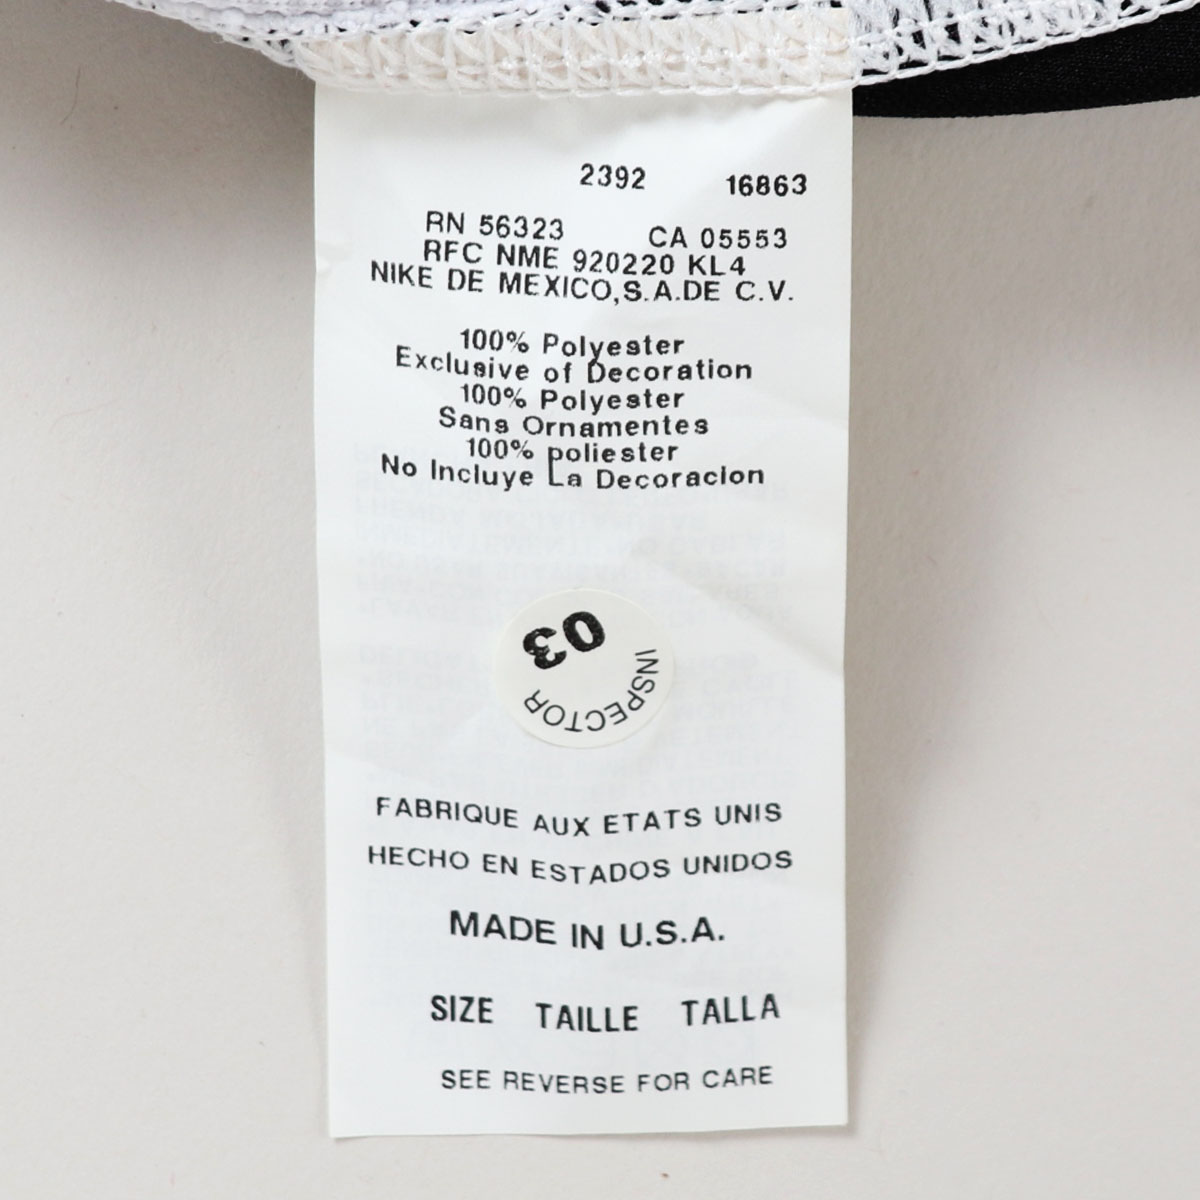 2392 16863
RN 56323 CA 05553
RFC NME 920220 KL4
NIKE DE MEXICO,S.A.DE C.V.
100% Polyester
Exclusive of Decoration
100% Polyester
Sans Ornamentes
100% poliester
No Incluye La Decoracion
03
INSPECTOR
FABRIQUE AUX ETATS UNIS
HECHO EN ESTADOS UNIDOS
MADE IN U.S.A.
SIZE TAILLE TALLA
SEE REVERSE FOR CARE